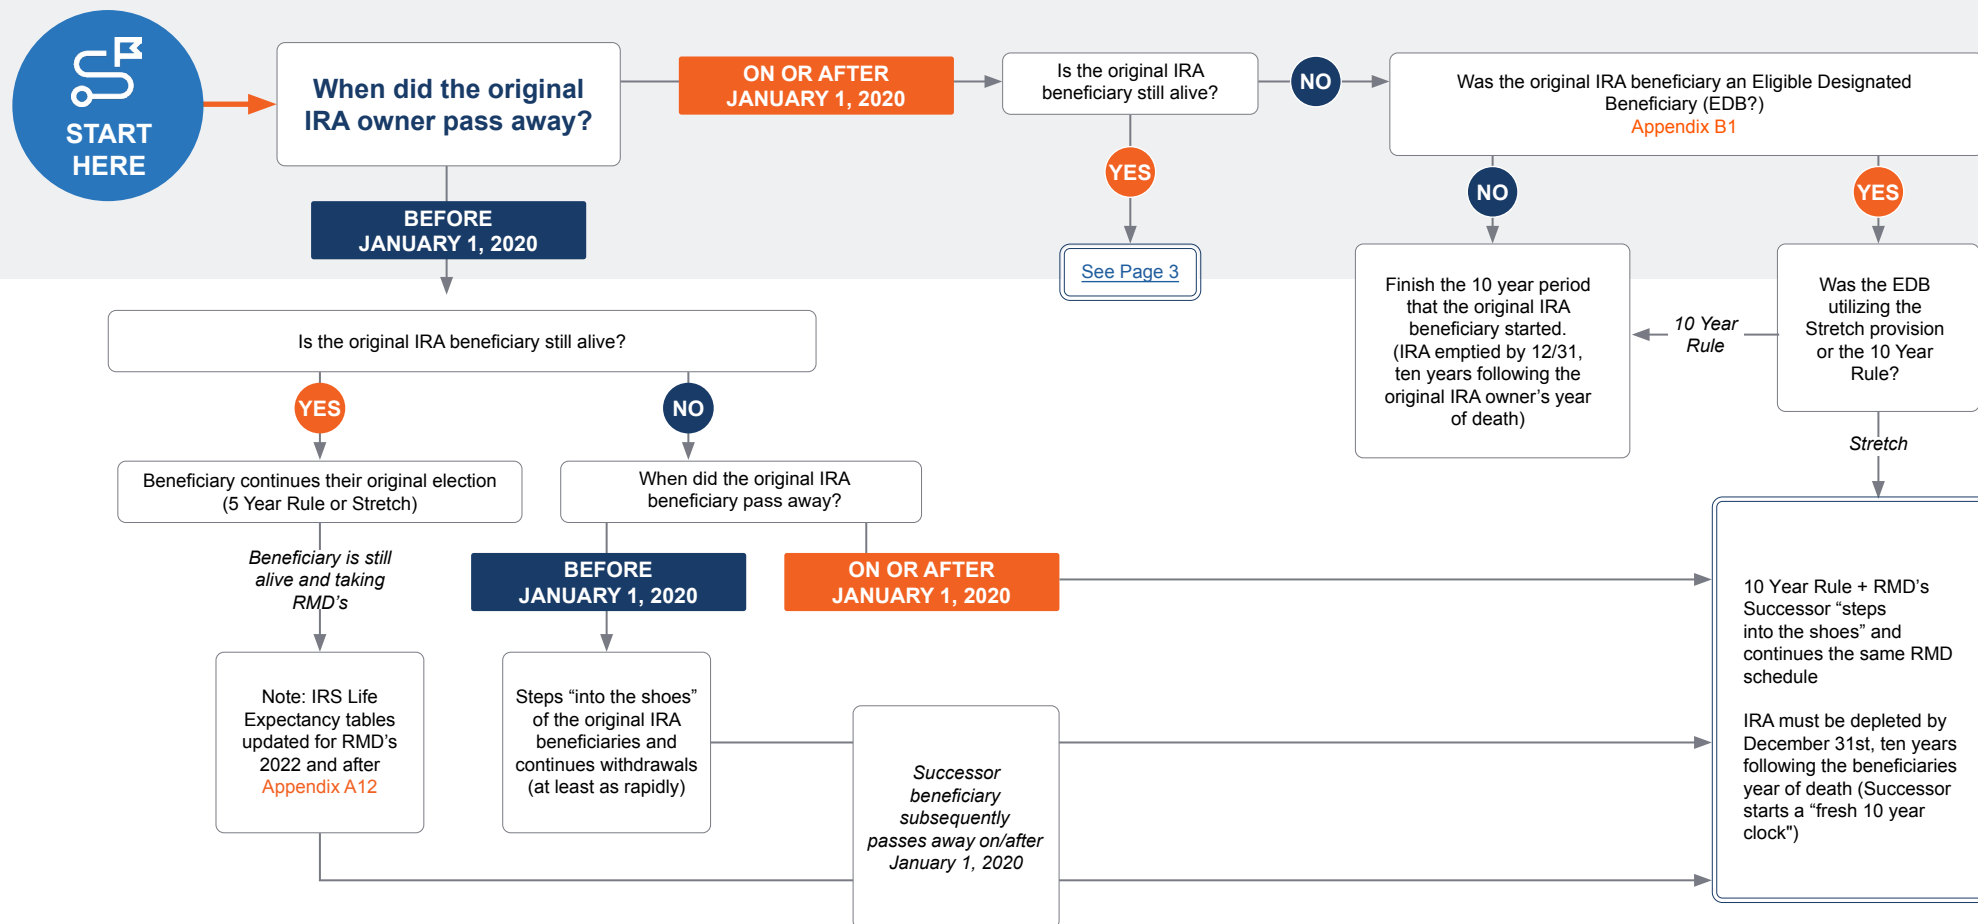 START
HERE
When did the original
IRA owner pass away?
ON OR AFTER
JANUARY 1, 2020
Is the original IRA
beneficiary still alive?
NO
Was the original IRA beneficiary an Eligible Designated
Beneficiary (EDB?)
Appendix B1
YES
NO
YES
BEFORE
JANUARY 1, 2020
See Page 3
Finish the 10 year period
that the original IRA
beneficiary started.
(IRA emptied by 12/31,
ten years following the
original IRA owner’s year
of death)
10 Year
Rule
Was the EDB
utilizing the
Stretch provision
or the 10 Year
Rule?
Stretch
Is the original IRA beneficiary still alive?
YES
NO
Beneficiary continues their original election
(5 Year Rule or Stretch)
When did the original IRA
beneficiary pass away?
Beneficiary is still
alive and taking
RMD’s
BEFORE
JANUARY 1, 2020
ON OR AFTER
JANUARY 1, 2020
Note: IRS Life
Expectancy tables
updated for RMD’s
2022 and after
Appendix A12
Steps “into the shoes”
of the original IRA
beneficiaries and
continues withdrawals
(at least as rapidly)
Successor
beneficiary
subsequently
passes away on/after
January 1, 2020
10 Year Rule + RMD’s
Successor “steps
into the shoes” and
continues the same RMD
schedule
IRA must be depleted by
December 31st, ten years
following the beneficiaries
year of death (Successor
starts a “fresh 10 year
clock")